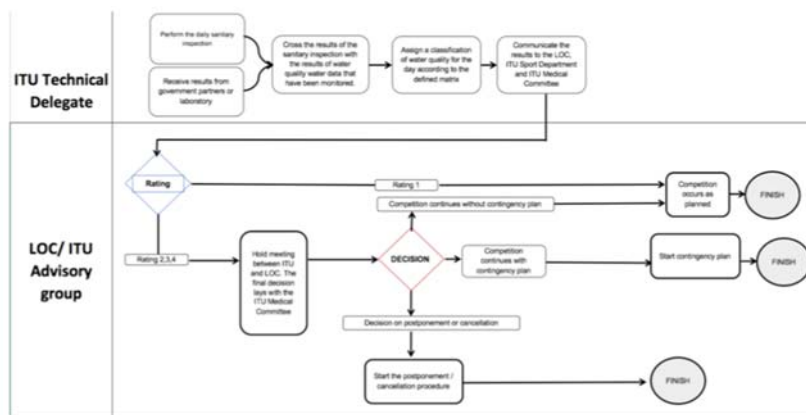 ITU Technical
Delegate
Perform the daily sanitary
inspection
Receive results from
government partners or
laboratory
Cross the results of the
sanitary inspection with
the results of water
quality water data that
have been monitored.
Assign a classification
of water quality for the
day according to the
defined matrix
Communicate the
results to the LOC,
ITU Sport Department
and ITU Medical
Committee
LOC/ ITU
Advisory
group
Rating
Rating 1
Competition continues without contingency plan
Competition
occurs as
planned
FINISH
Rating 2,3,4
Hold meeting
between ITU
and LOC. The
final decision
lays with the
ITU Medical
Committee
DECISION
Competition
continues with
contingency plan
Start contingency plan
FINISH
Decision on postponement or cancellation
Start the postponement /
cancellation procedure
FINISH